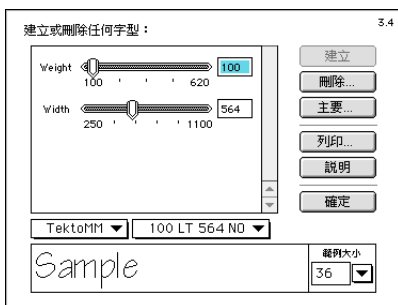 3.4
建立或刪除任何字型：
Weight 100
100 620
Width 564
250 1100
建立
刪除...
主要...
列印...
說明
確定
TektoMM 100 LT 564 NO
Sample
範例大小
36